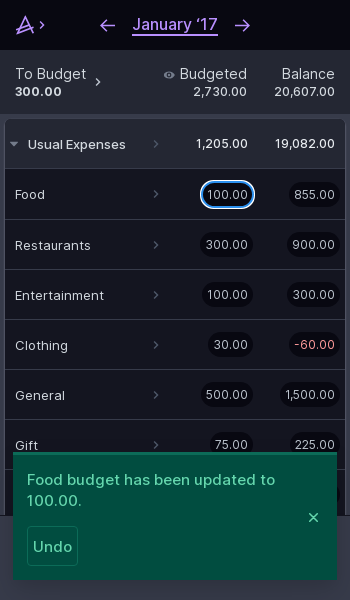 January ‘17
To Budget
300.00
Budgeted
2,730.00
Balance
20,607.00
Usual Expenses 1,205.00 19,082.00
Food 100.00 855.00
Restaurants 300.00 900.00
Entertainment 100.00 300.00
Clothing 30.00 -60.00
General 500.00 1,500.00
Gift 75.00 225.00
Food budget has been updated to
100.00.
Undo